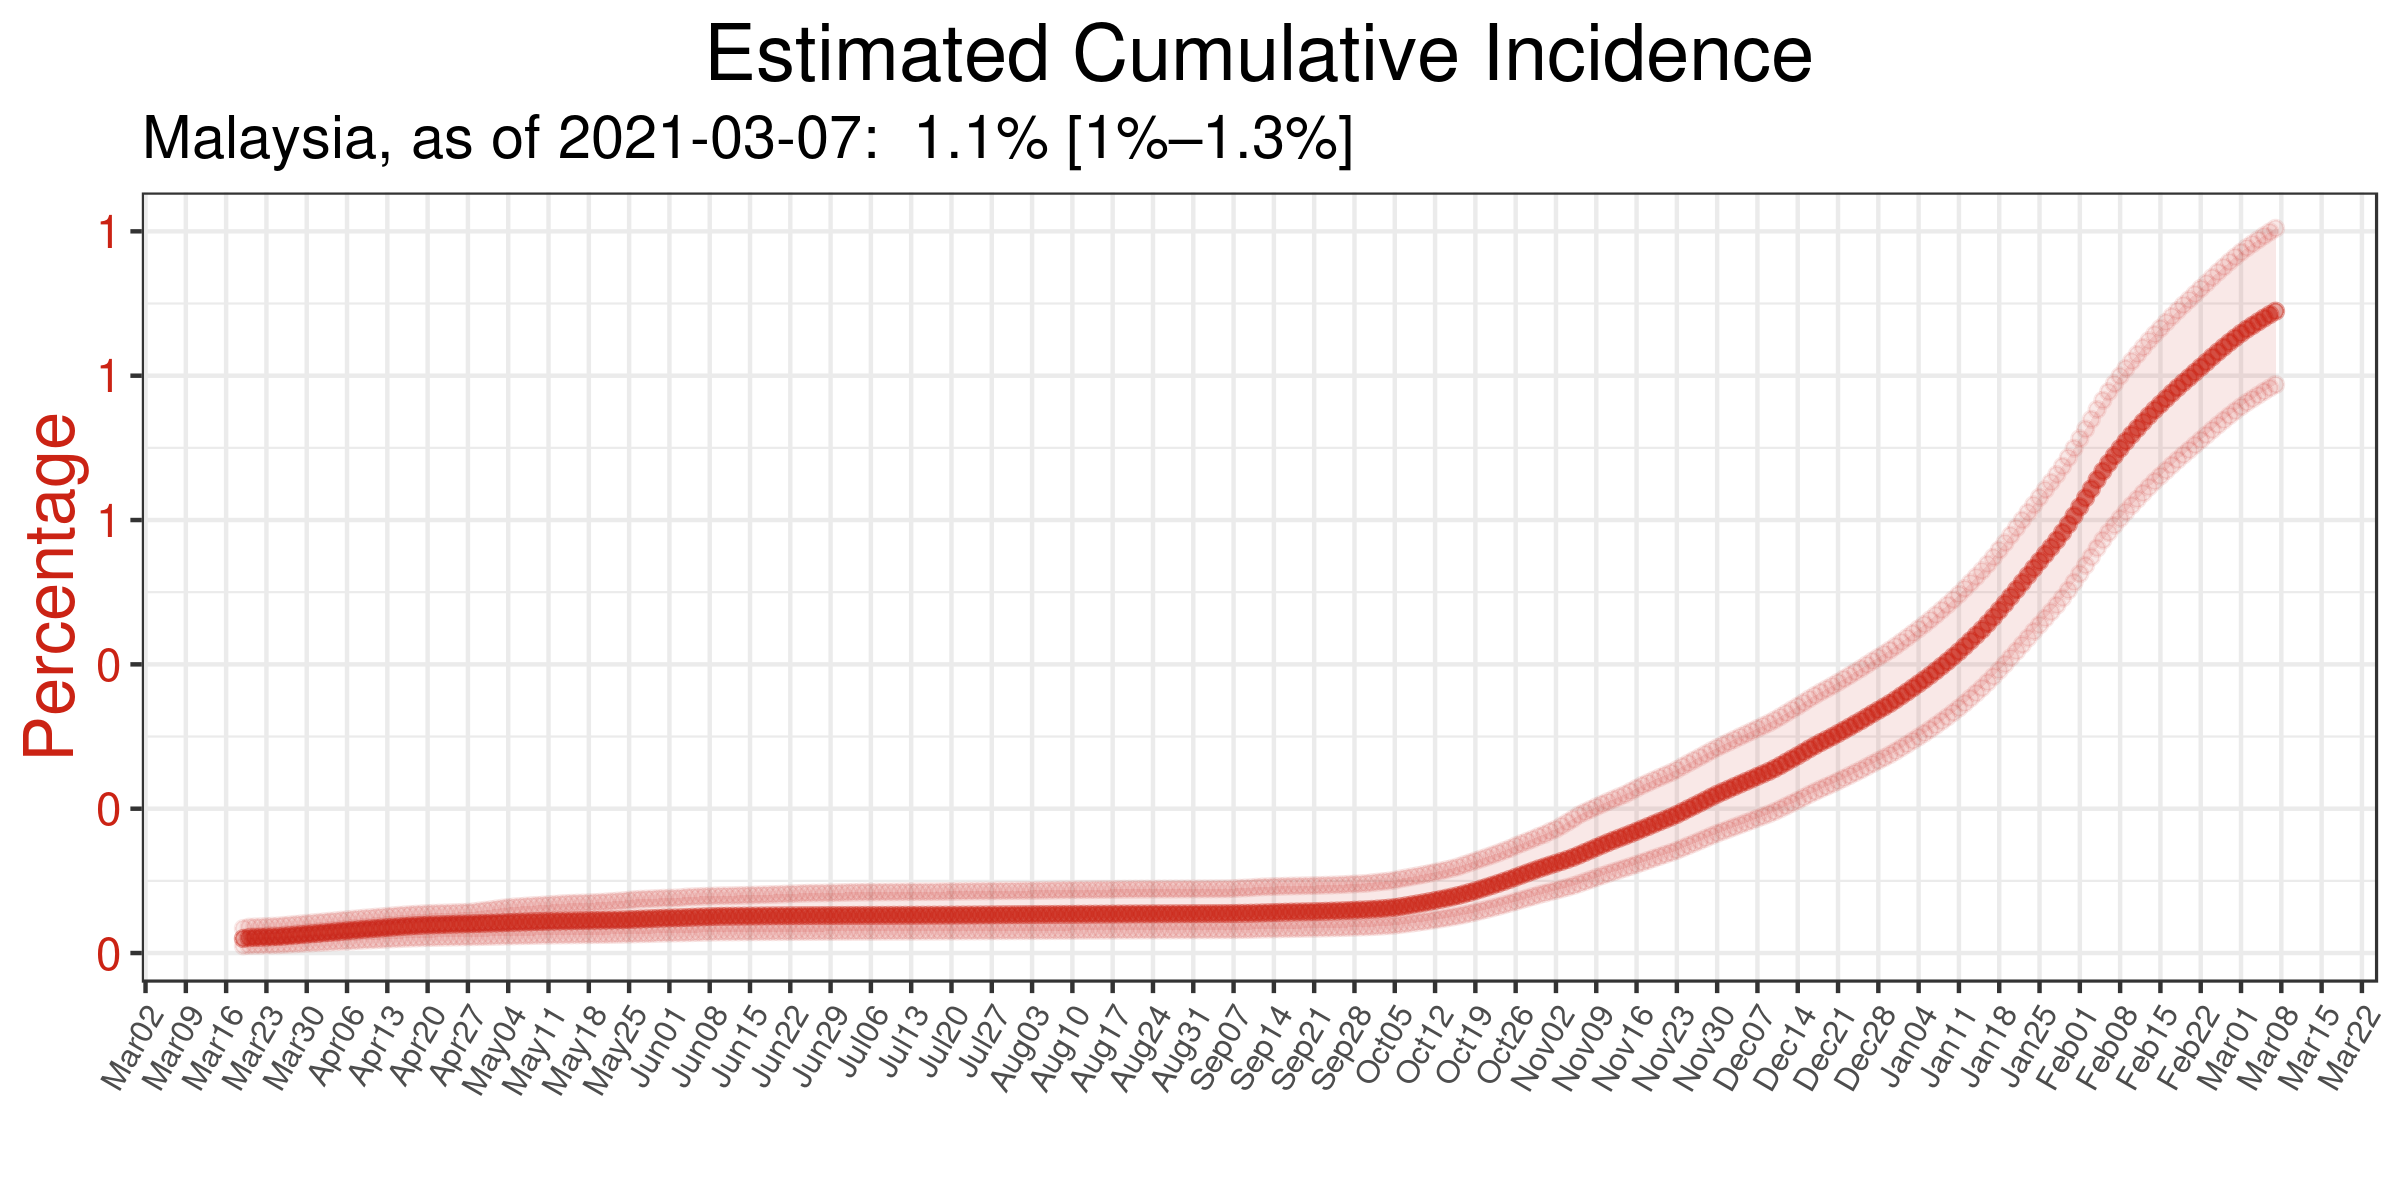 Estimated Cumulative Incidence
Malaysia, as of 2021-03-07:  1.1% [1%–1.3%]
Percentage
1
1
1
0
0
0
Mar02 Mar09 Mar16 Mar23 Mar30 Apr06 Apr13 Apr20 Apr27 May04 May11 May18 May25 Jun01 Jun08 Jun15 Jun22 Jun29 Jul06 Jul13 Jul20 Jul27 Aug03 Aug10 Aug17 Aug24 Aug31 Sep07 Sep14 Sep21 Sep28 Oct05 Oct12 Oct19 Oct26 Nov02 Nov09 Nov16 Nov23 Nov30 Dec07 Dec14 Dec21 Dec28 Jan04 Jan11 Jan18 Jan25 Feb01 Feb08 Feb15 Feb22 Mar01 Mar08 Mar15 Mar22